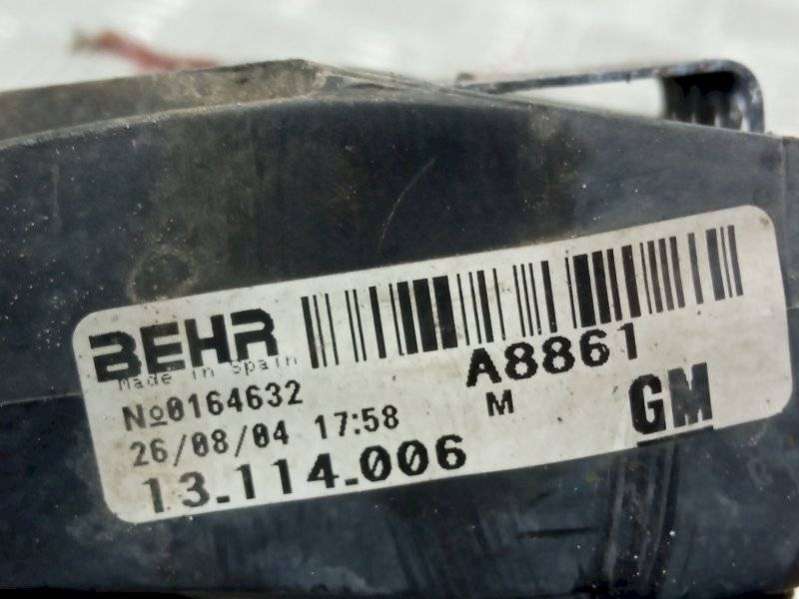 BEHR
Made in Spain
A8861
Nº0164632
M
26/08/04 17:58
GM
13.114.006